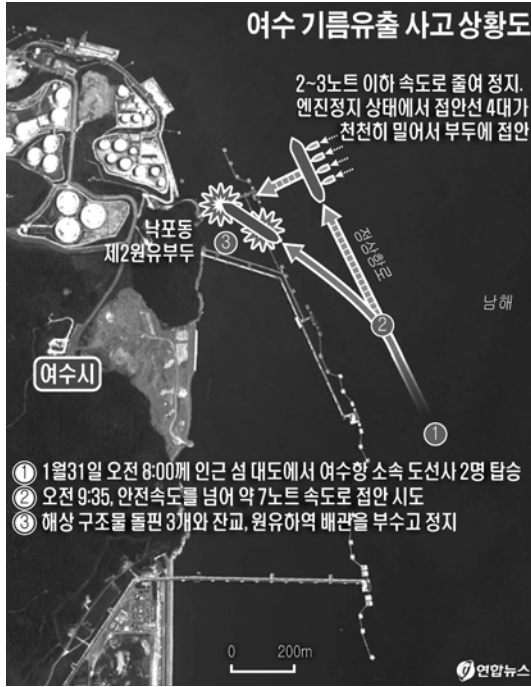 여수 기름유출 사고 상황도
2~3노트 이하 속도로 줄여 정지.
엔진정지 상태에서 접안선 4대가
천천히 밀어서 부두에 접안
낙포동
제2원유부두
③
정상항로
②
남해
여수시
①
① 1월31일 오전 8:00께 인근 섬 대도에서 여수항 소속 도선사 2명 탑승
② 오전 9:35, 안전속도를 넘어 약 7노트 속도로 접안 시도
③ 해상 구조물 돌핀 3개와 잔교, 원유하역 배관을 부수고 정지
0 200m
연합뉴스